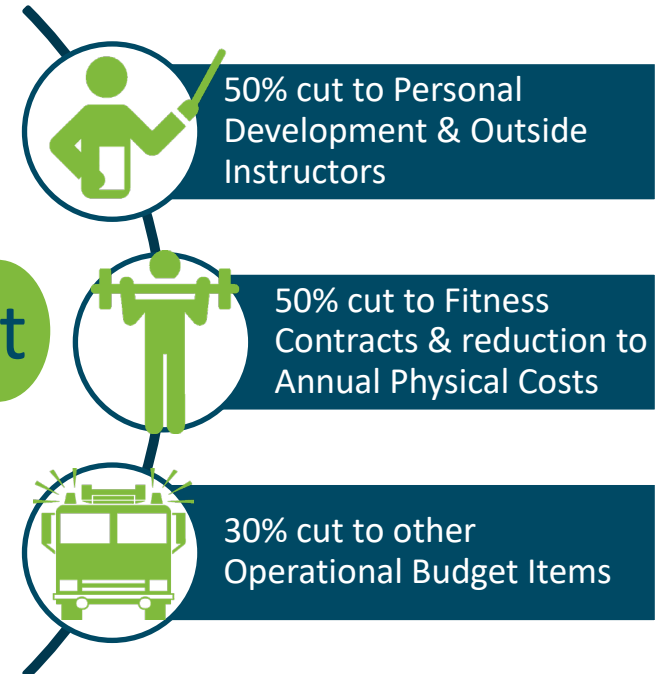 50% cut to Personal
Development & Outside
Instructors
t
50% cut to Fitness
Contracts & reduction to
Annual Physical Costs
30% cut to other
Operational Budget Items